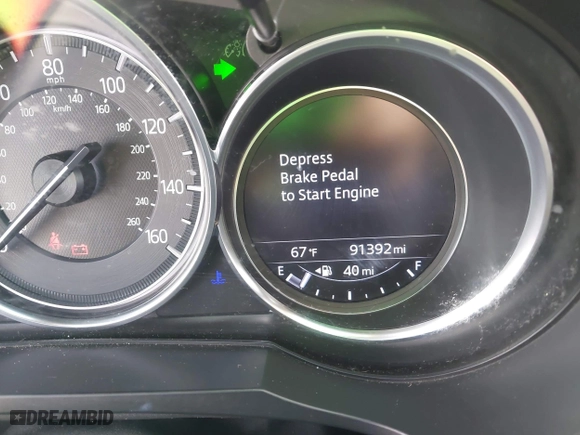 80
mph
100
120
140
160
80
100
120
140
160
180
200
220
240
260
km/h
20
Depress
Brake Pedal
to Start Engine
67°F 91392 mi
E 40 mi F
DREAMBID